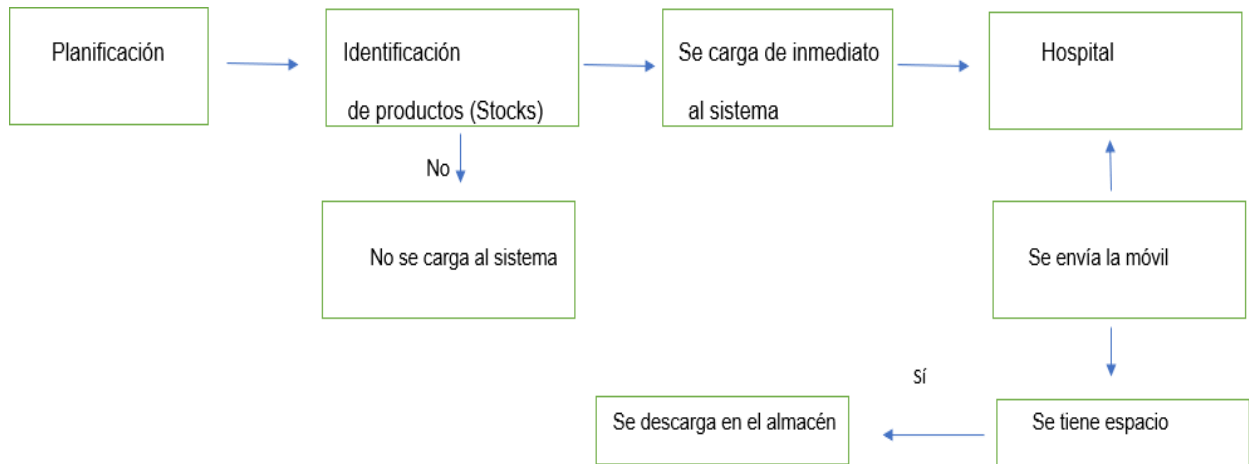 Planificación
Identificación
de productos (Stocks)
Se carga de inmediato
al sistema
Hospital
No
No se carga al sistema
Se envía la móvil
Sí
Se descarga en el almacén
Se tiene espacio